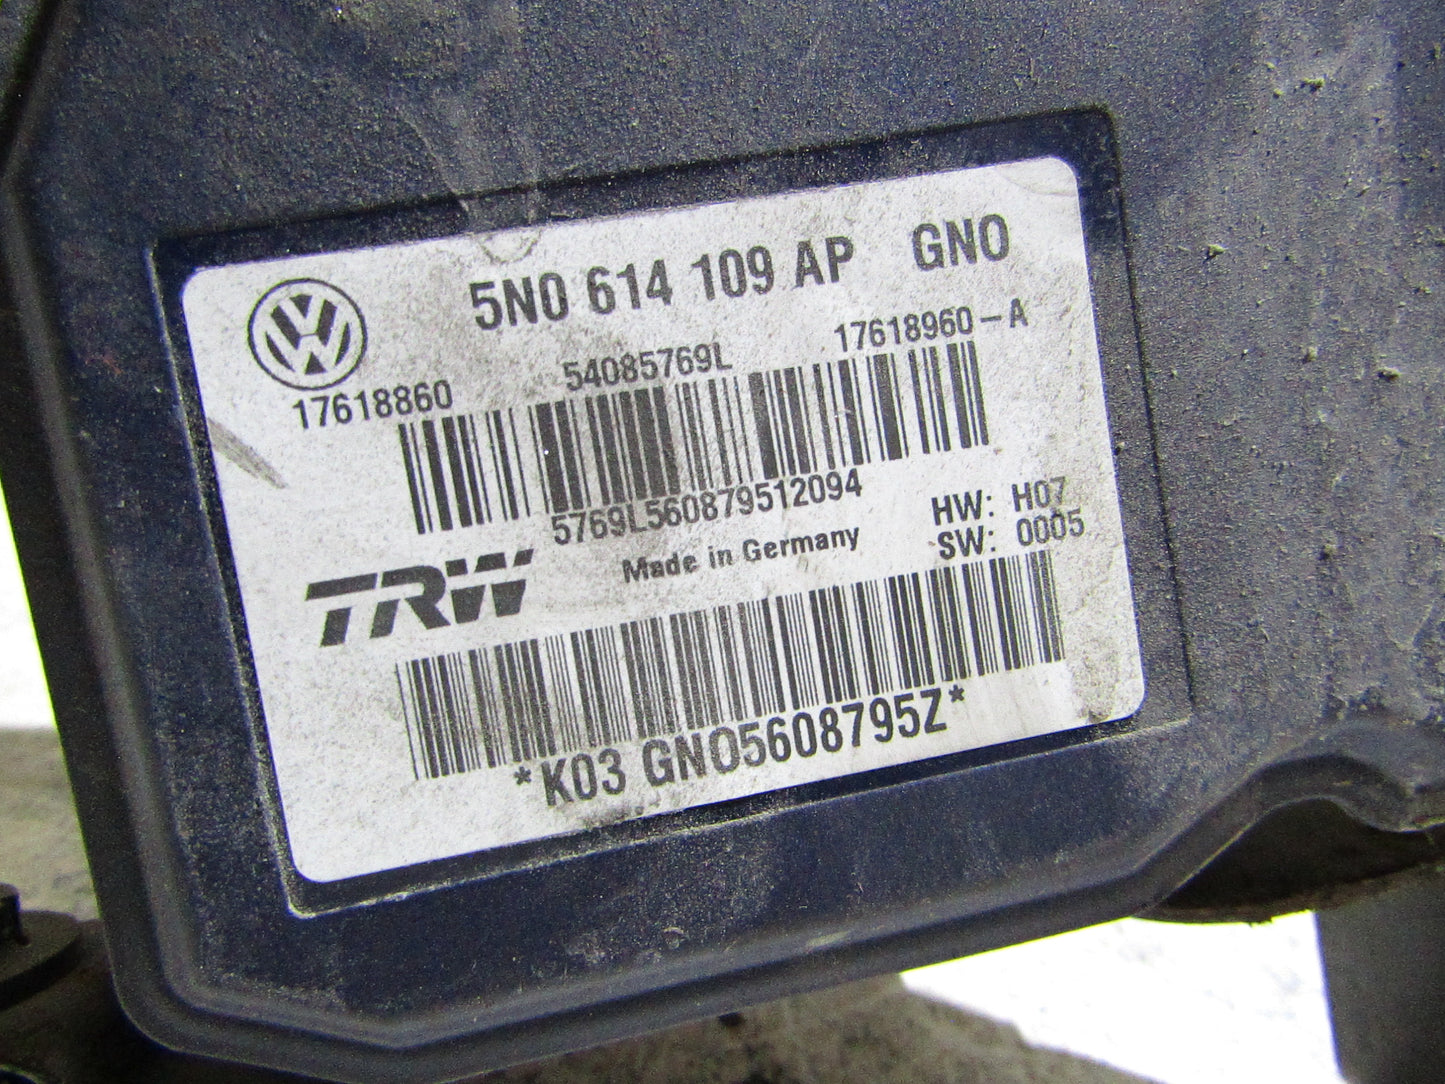 5N0 614 109 AP GNO
17618860 54085769L 17618960-A
5769L560879512094
HW: H07
TRW Made in Germany SW: 0005
*K03 GNO5608795Z*